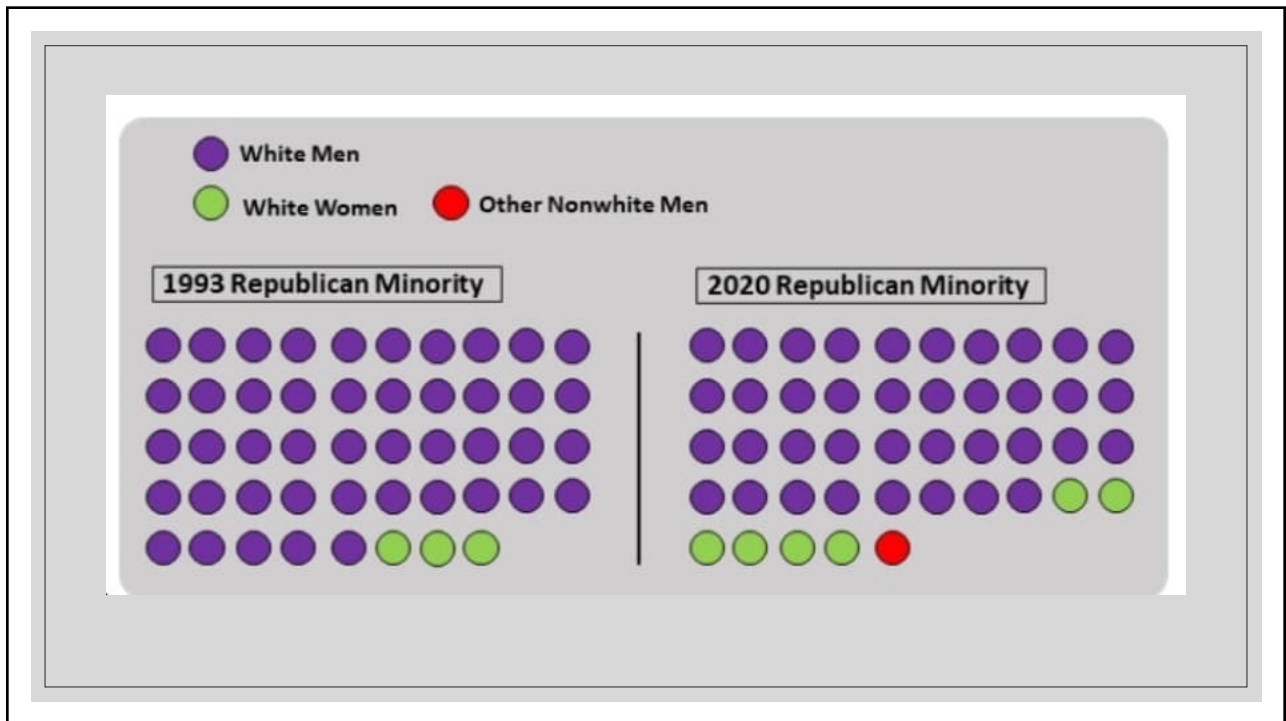 White Men
White Women
Other Nonwhite Men
1993 Republican Minority
2020 Republican Minority